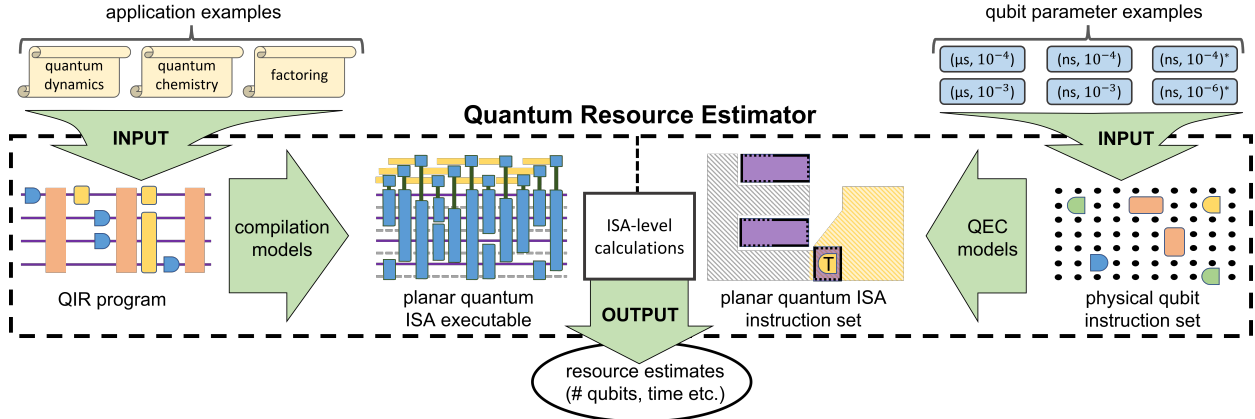 application examples
qubit parameter examples
quantum
dynamics
quantum
chemistry
factoring
(μs, 10⁻⁴)
(ns, 10⁻⁴)
(ns, 10⁻⁴)*
(μs, 10⁻³)
(ns, 10⁻³)
(ns, 10⁻⁶)*
Quantum Resource Estimator
INPUT
INPUT
compilation
models
ISA-level
calculations
QEC
models
T
QIR program
planar quantum
ISA executable
OUTPUT
planar quantum ISA
instruction set
physical qubit
instruction set
resource estimates
(# qubits, time etc.)